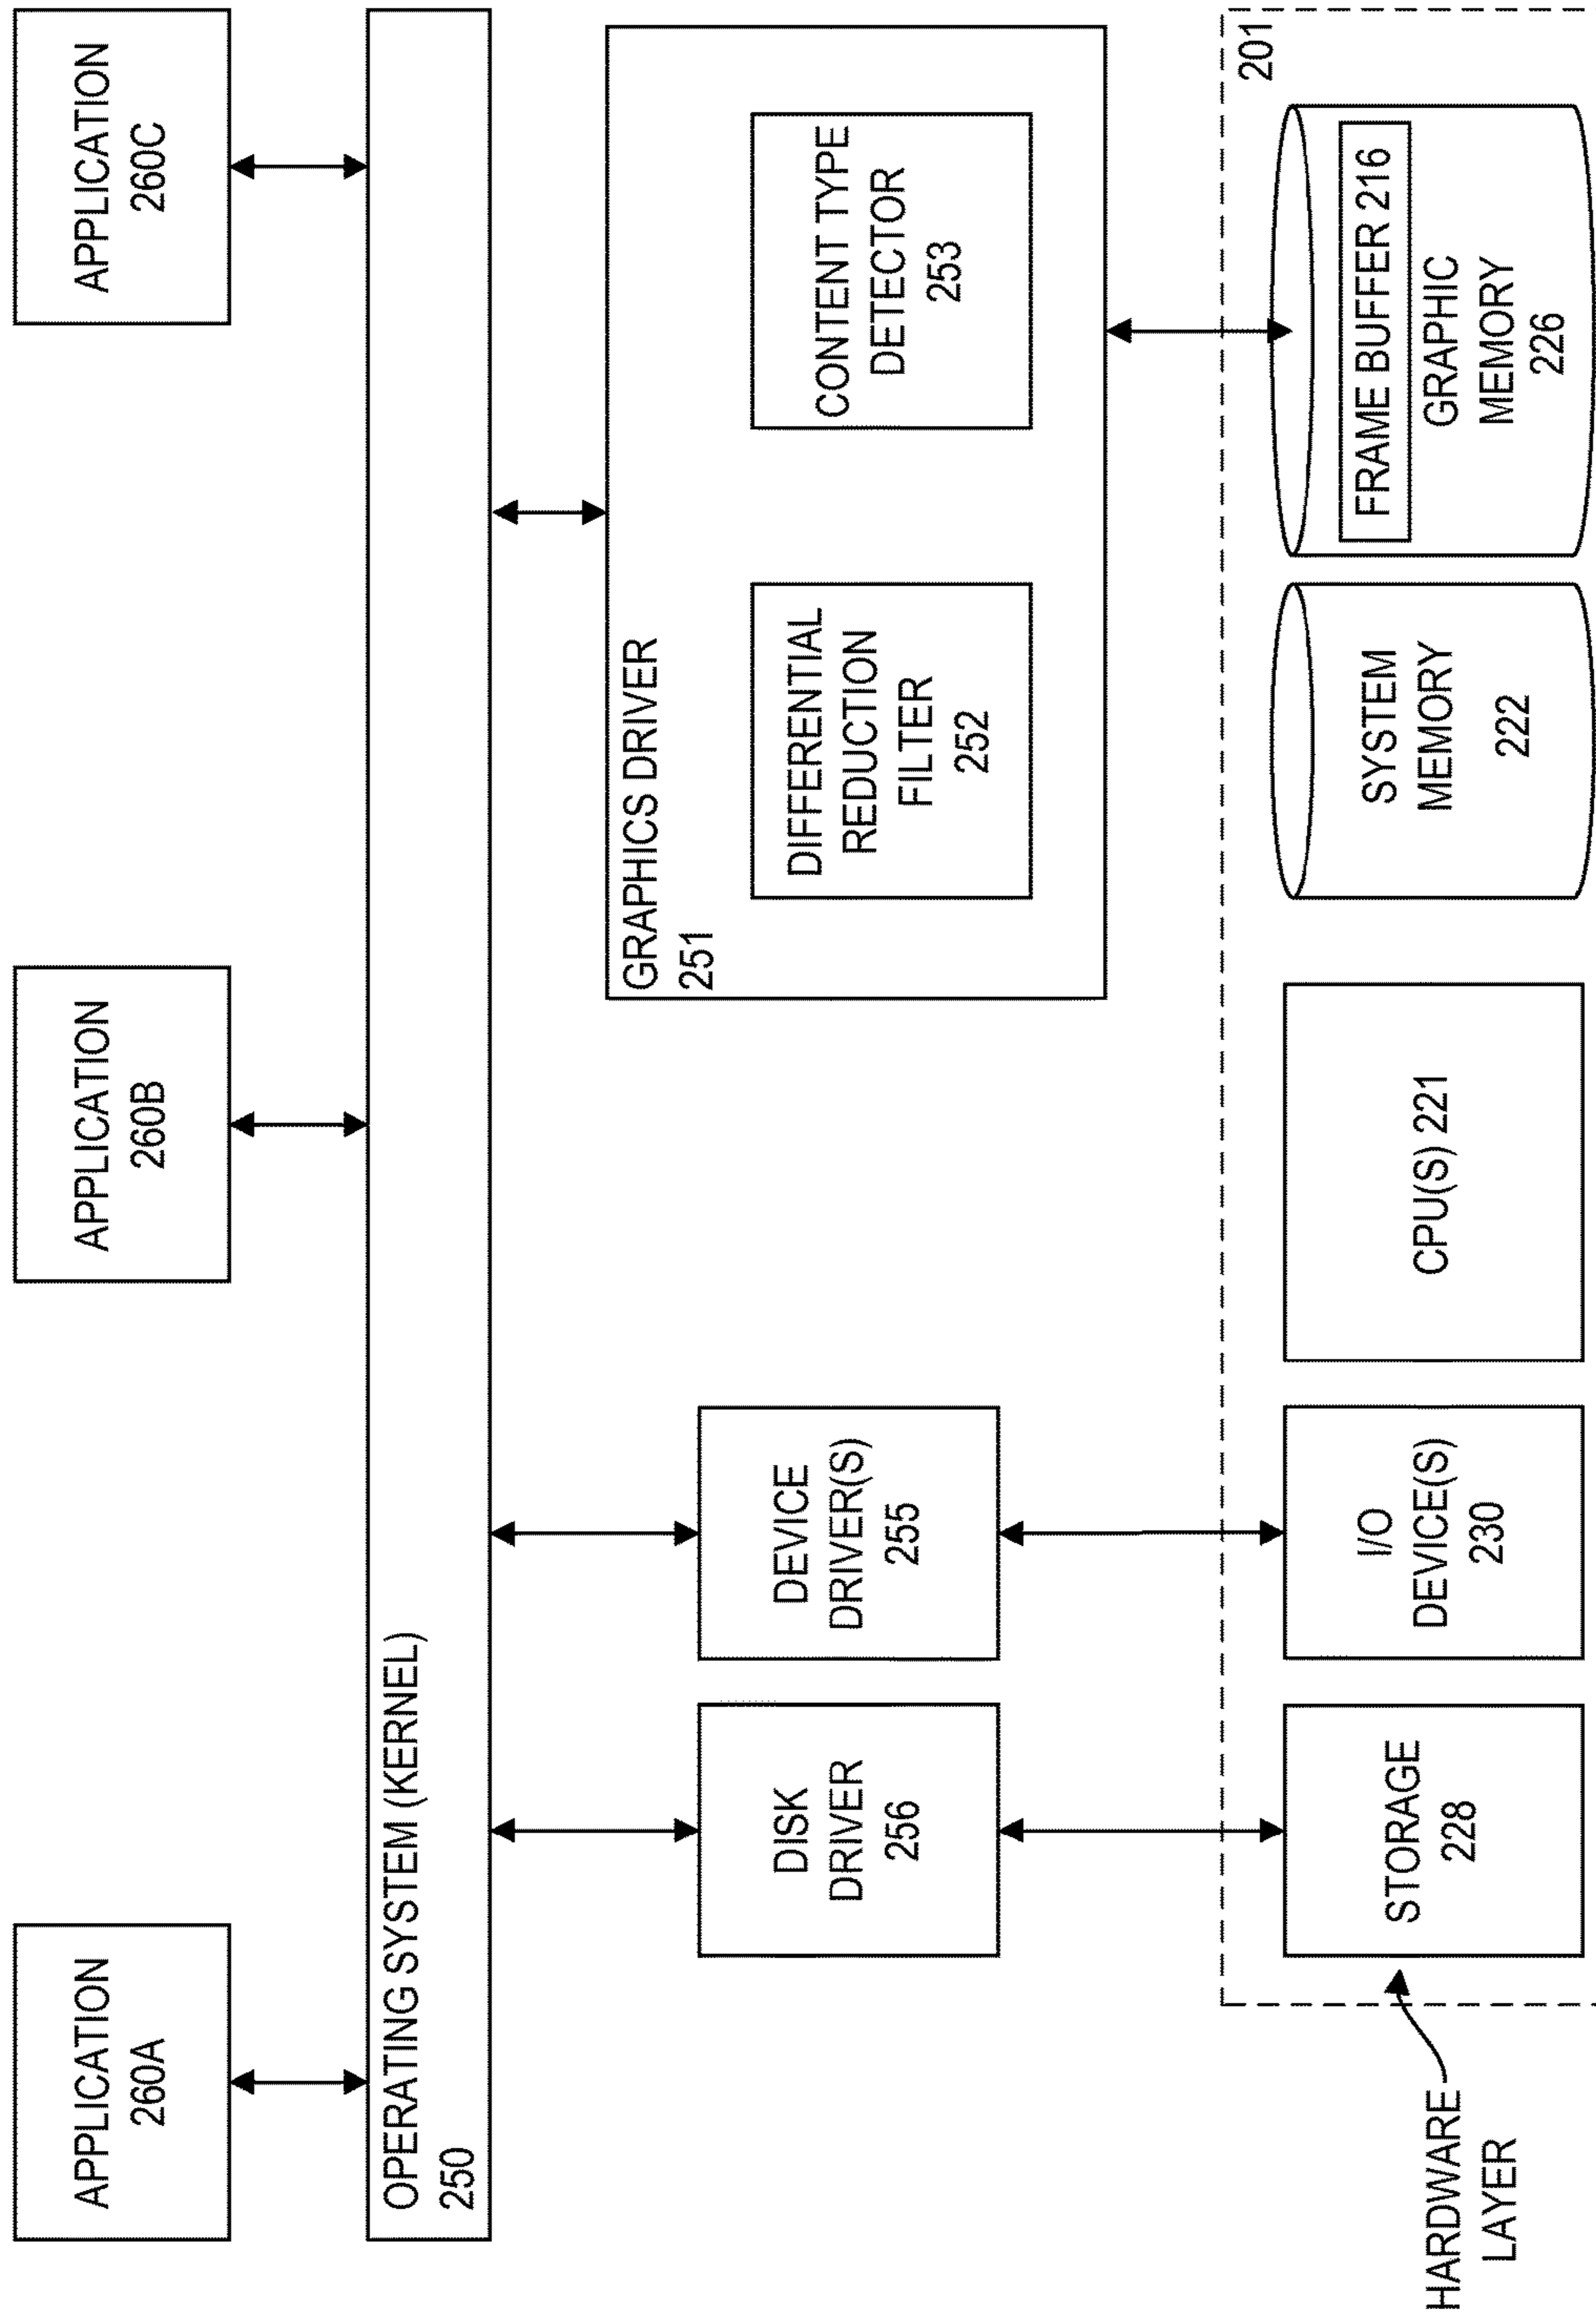 APPLICATION
260A
APPLICATION
260B
APPLICATION
260C
OPERATING SYSTEM (KERNEL)
250
GRAPHICS DRIVER
251
DISK
DRIVER
256
DEVICE
DRIVER(S)
255
DIFFERENTIAL
REDUCTION
FILTER
252
CONTENT TYPE
DETECTOR
253
201
HARDWARE
LAYER
STORAGE
228
I/O
DEVICE(S)
230
CPU(S) 221
SYSTEM
MEMORY
222
FRAME BUFFER 216
GRAPHIC
MEMORY
226